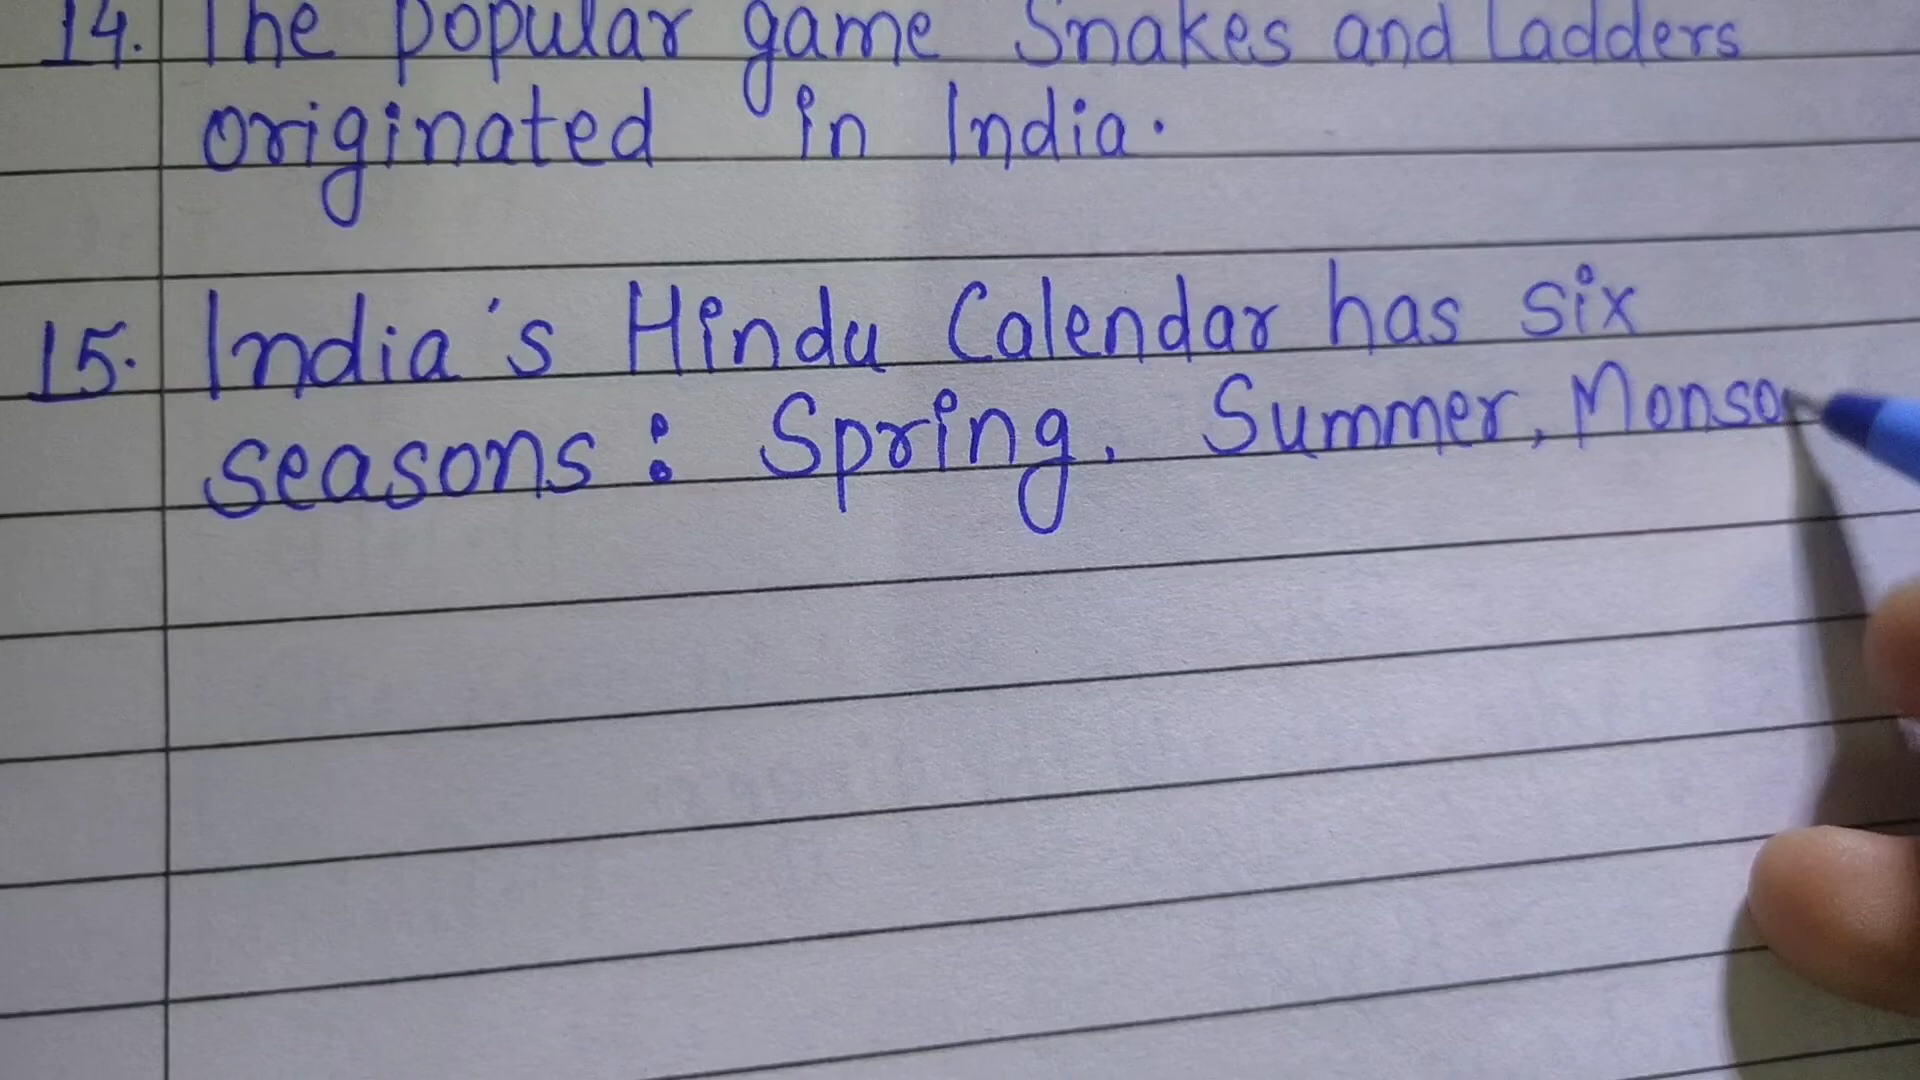 14. The popular game Snakes and Ladders
originated in India.
15. India's Hindu Calendar has six
seasons: Spring, Summer, Monso